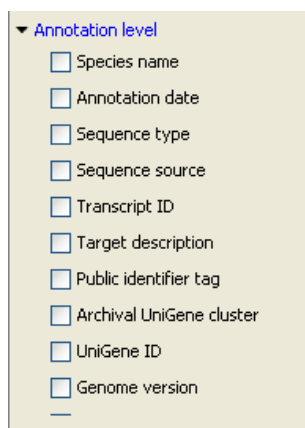 Annotation level
Species name
Annotation date
Sequence type
Sequence source
Transcript ID
Target description
Public identifier tag
Archival UniGene cluster
UniGene ID
Genome version